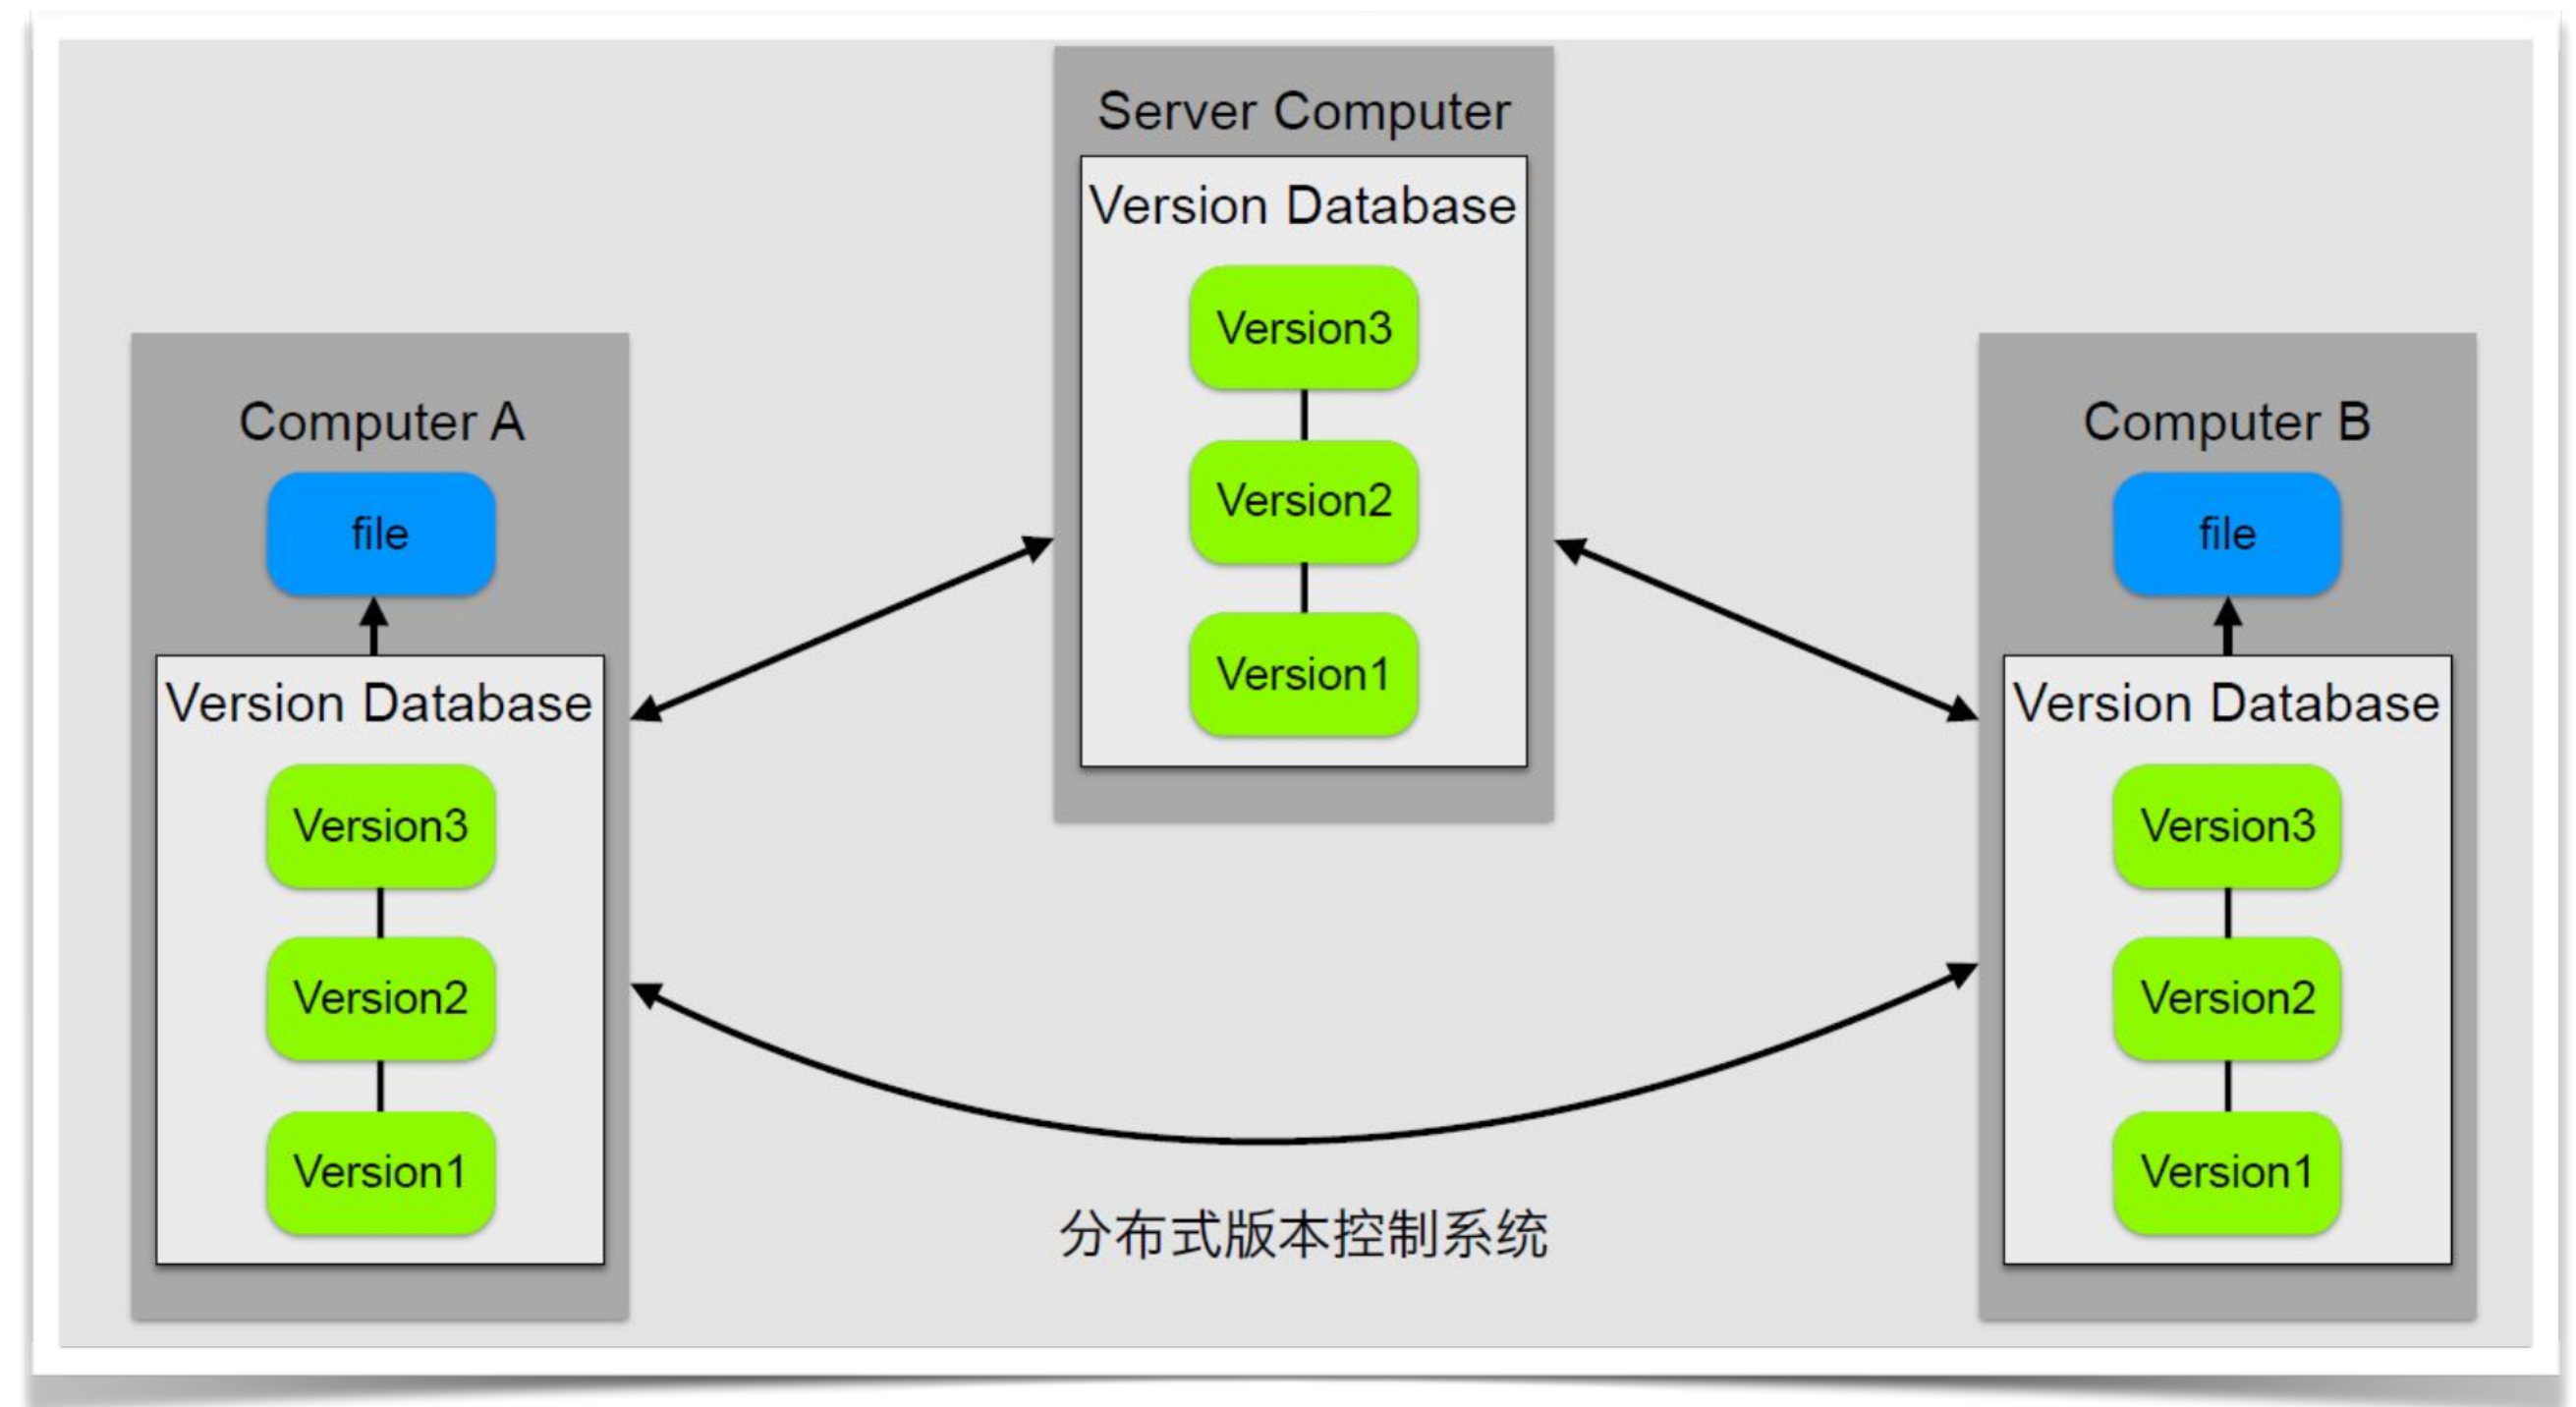 Server Computer
Version Database
Version3
Version2
Version1
Computer A
file
Version Database
Version3
Version2
Version1
Computer B
file
Version Database
Version3
Version2
Version1
分布式版本控制系统